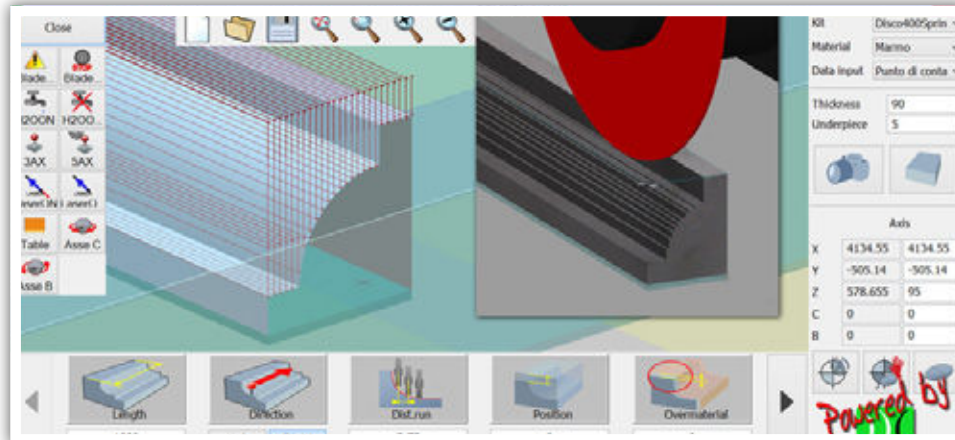 Close
Blade...
Blade...
H2OON
H2OO...
3AX
5AX
Table
Asse C
Asse B
Kit Disco400Sprin
Material Marmo
Data input Punto di conta
Thickness 90
Underpiece 5
Axis
X 4134.55 4134.55
Y -505.14 -505.14
Z 578.655 95
C 0 0
B 0 0
Length
Direction
Dist.run
Position
Overmaterial
Powered by